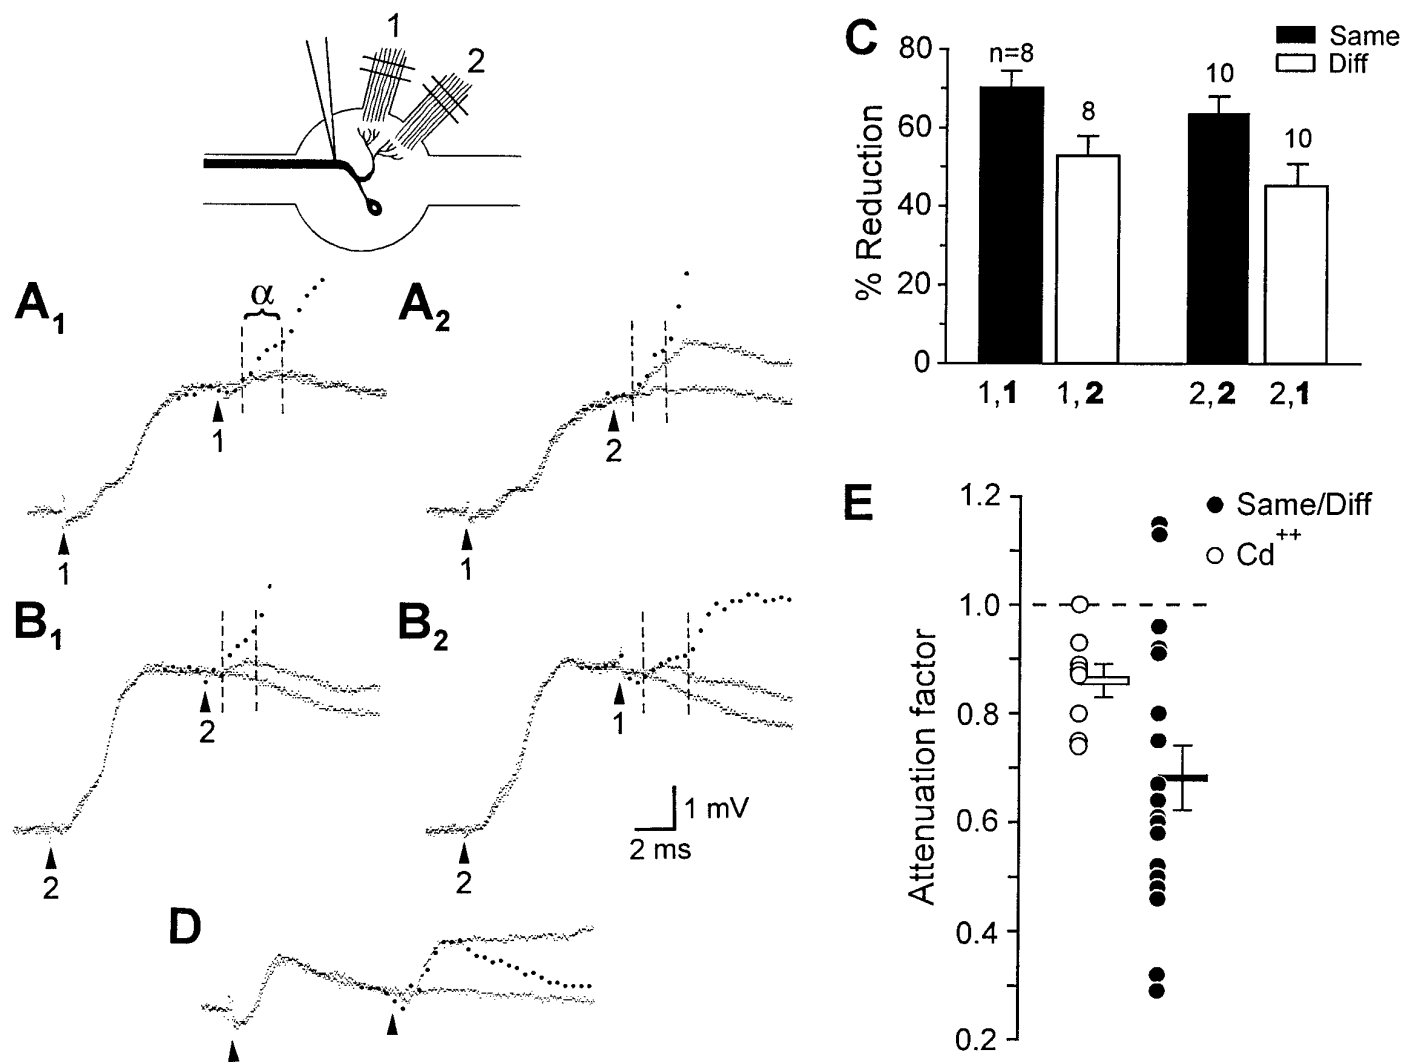 1
2
A1
α
1
1
A2
2
1
B1
2
2
B2
1
2
1 mV
2 ms
D
C
Same
Diff
% Reduction
80
60
40
20
0
n=8
8
10
10
1,1
1,2
2,2
2,1
E
Same/Diff
Cd++
Attenuation factor
1.2
1.0
0.8
0.6
0.4
0.2